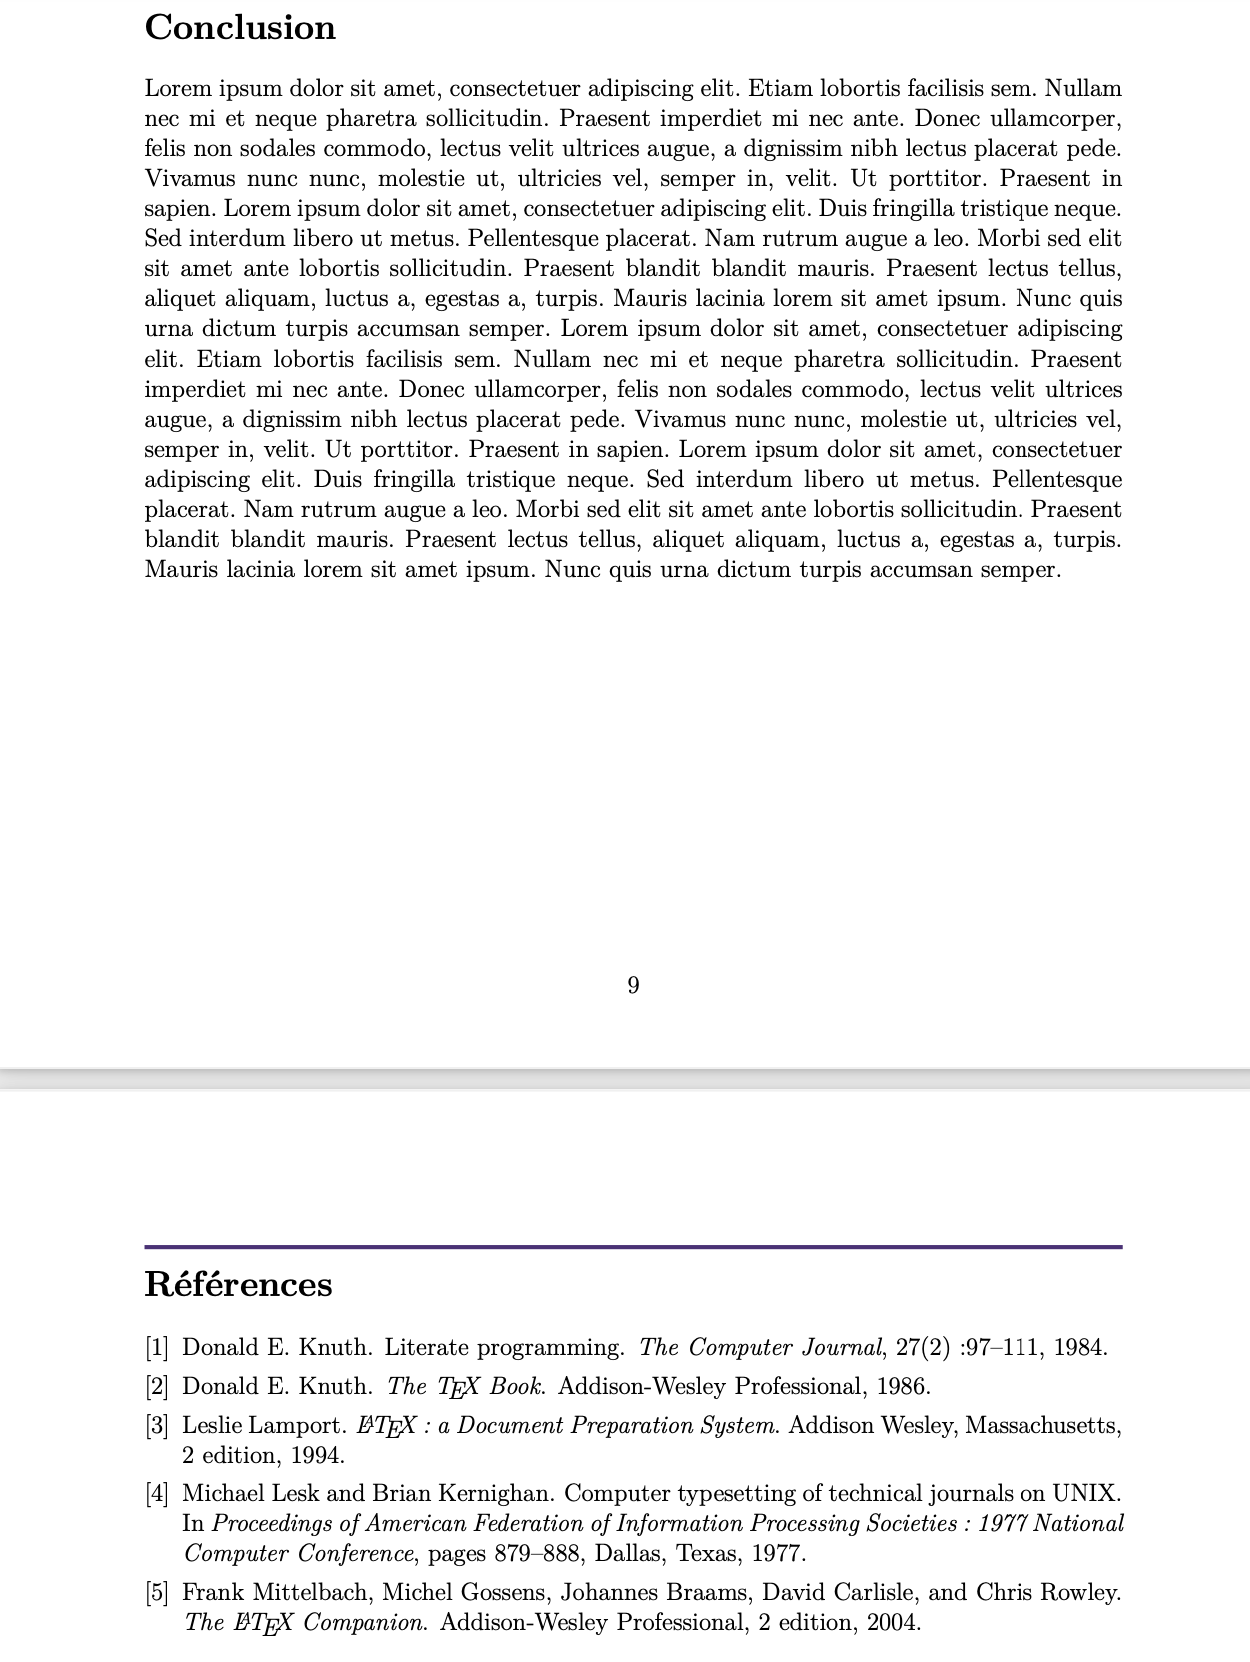 Conclusion
Lorem ipsum dolor sit amet, consectetuer adipiscing elit. Etiam lobortis facilisis sem. Nullam
nec mi et neque pharetra sollicitudin. Praesent imperdiet mi nec ante. Donec ullamcorper,
felis non sodales commodo, lectus velit ultrices augue, a dignissim nibh lectus placerat pede.
Vivamus nunc nunc, molestie ut, ultricies vel, semper in, velit. Ut porttitor. Praesent in
sapien. Lorem ipsum dolor sit amet, consectetuer adipiscing elit. Duis fringilla tristique neque.
Sed interdum libero ut metus. Pellentesque placerat. Nam rutrum augue a leo. Morbi sed elit
sit amet ante lobortis sollicitudin. Praesent blandit blandit mauris. Praesent lectus tellus,
aliquet aliquam, luctus a, egestas a, turpis. Mauris lacinia lorem sit amet ipsum. Nunc quis
urna dictum turpis accumsan semper. Lorem ipsum dolor sit amet, consectetuer adipiscing
elit. Etiam lobortis facilisis sem. Nullam nec mi et neque pharetra sollicitudin. Praesent
imperdiet mi nec ante. Donec ullamcorper, felis non sodales commodo, lectus velit ultrices
augue, a dignissim nibh lectus placerat pede. Vivamus nunc nunc, molestie ut, ultricies vel,
semper in, velit. Ut porttitor. Praesent in sapien. Lorem ipsum dolor sit amet, consectetuer
adipiscing elit. Duis fringilla tristique neque. Sed interdum libero ut metus. Pellentesque
placerat. Nam rutrum augue a leo. Morbi sed elit sit amet ante lobortis sollicitudin. Praesent
blandit blandit mauris. Praesent lectus tellus, aliquet aliquam, luctus a, egestas a, turpis.
Mauris lacinia lorem sit amet ipsum. Nunc quis urna dictum turpis accumsan semper.
9
Références
[1] Donald E. Knuth. Literate programming. The Computer Journal, 27(2) :97–111, 1984.
[2] Donald E. Knuth. The TEX Book. Addison-Wesley Professional, 1986.
[3] Leslie Lamport. LATEX : a Document Preparation System. Addison Wesley, Massachusetts,
2 edition, 1994.
[4] Michael Lesk and Brian Kernighan. Computer typesetting of technical journals on UNIX.
In Proceedings of American Federation of Information Processing Societies : 1977 National
Computer Conference, pages 879–888, Dallas, Texas, 1977.
[5] Frank Mittelbach, Michel Gossens, Johannes Braams, David Carlisle, and Chris Rowley.
The LATEX Companion. Addison-Wesley Professional, 2 edition, 2004.